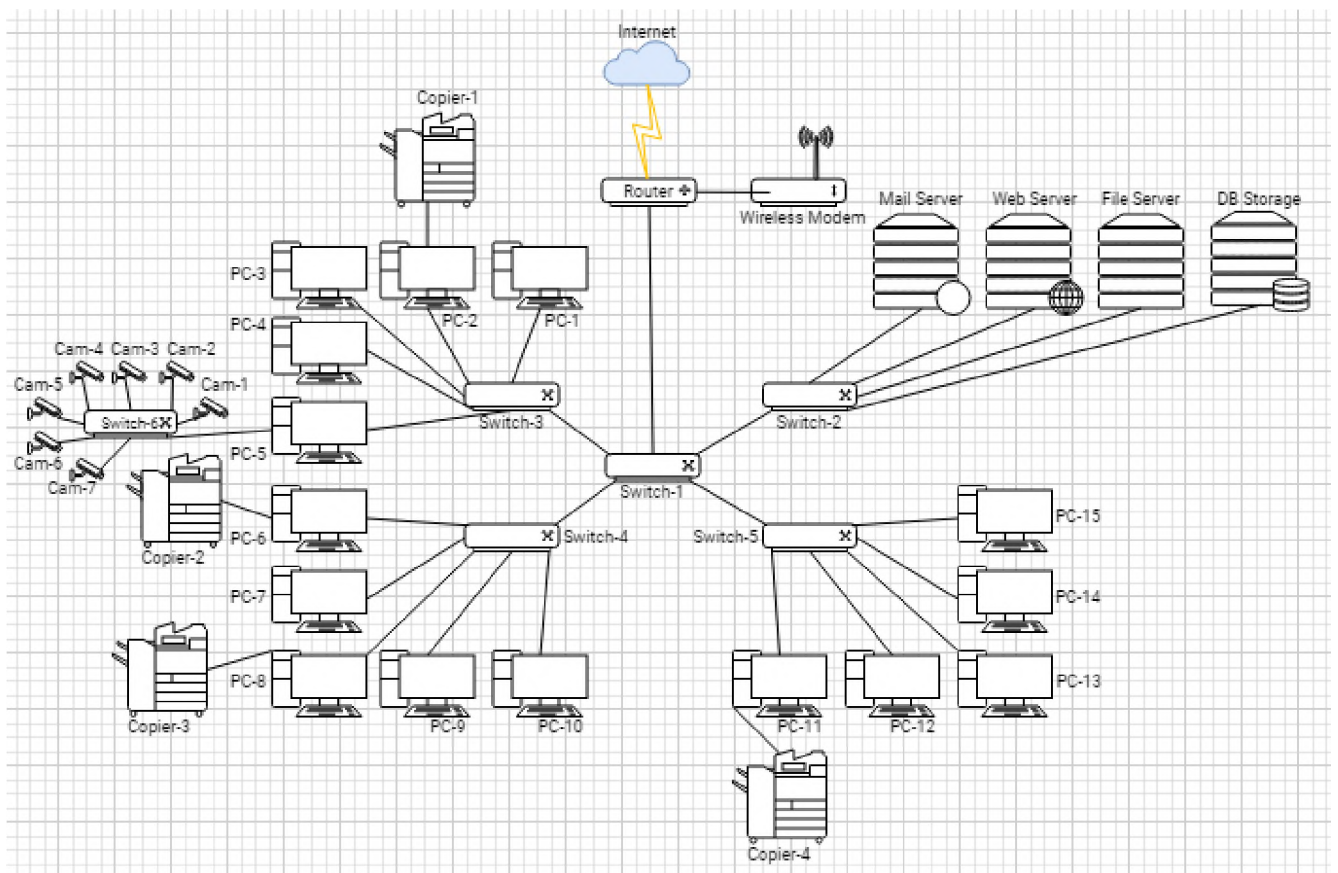 Internet
Copier-1
Router
Wireless Modem
Mail Server
Web Server
File Server
DB Storage
PC-3
PC-2
PC-1
PC-4
Cam-4
Cam-3
Cam-2
Cam-5
Cam-1
Switch-6
Switch-3
Switch-2
Cam-6
PC-5
Cam-7
Switch-1
PC-15
Copier-2
PC-6
Switch-4
Switch-5
PC-7
PC-14
PC-8
PC-13
Copier-3
PC-9
PC-10
PC-11
PC-12
Copier-4